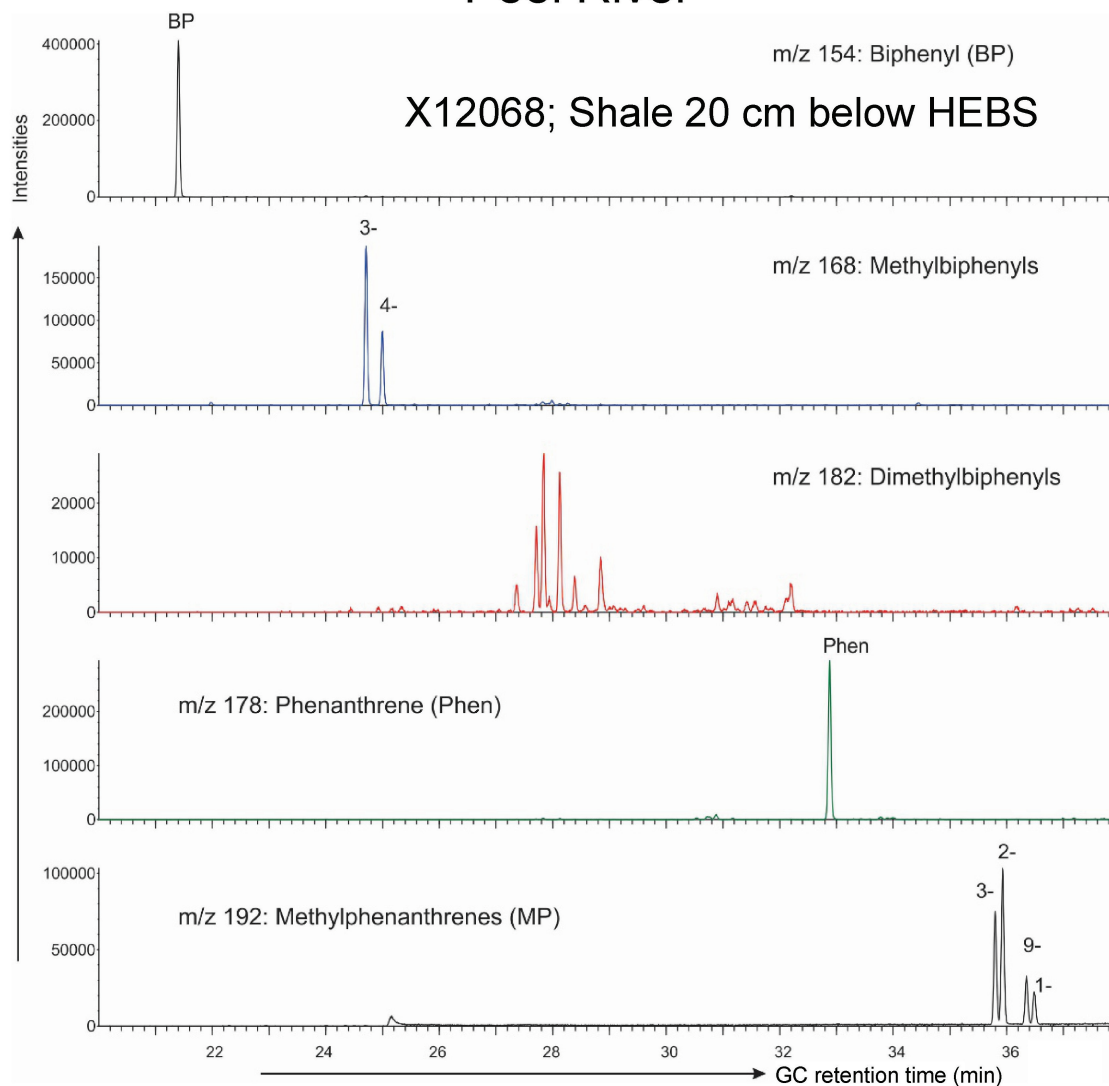 BP
400000
m/z 154: Biphenyl (BP)
X12068; Shale 20 cm below HEBS
200000
Intensities
0
3-
m/z 168: Methylbiphenyls
150000
4-
100000
50000
0
m/z 182: Dimethylbiphenyls
20000
10000
0
Phen
m/z 178: Phenanthrene (Phen)
200000
100000
0
2-
100000
3-
m/z 192: Methylphenanthrenes (MP)
9-
50000
1-
0
22 24 26 28 30 32 34 36
GC retention time (min)